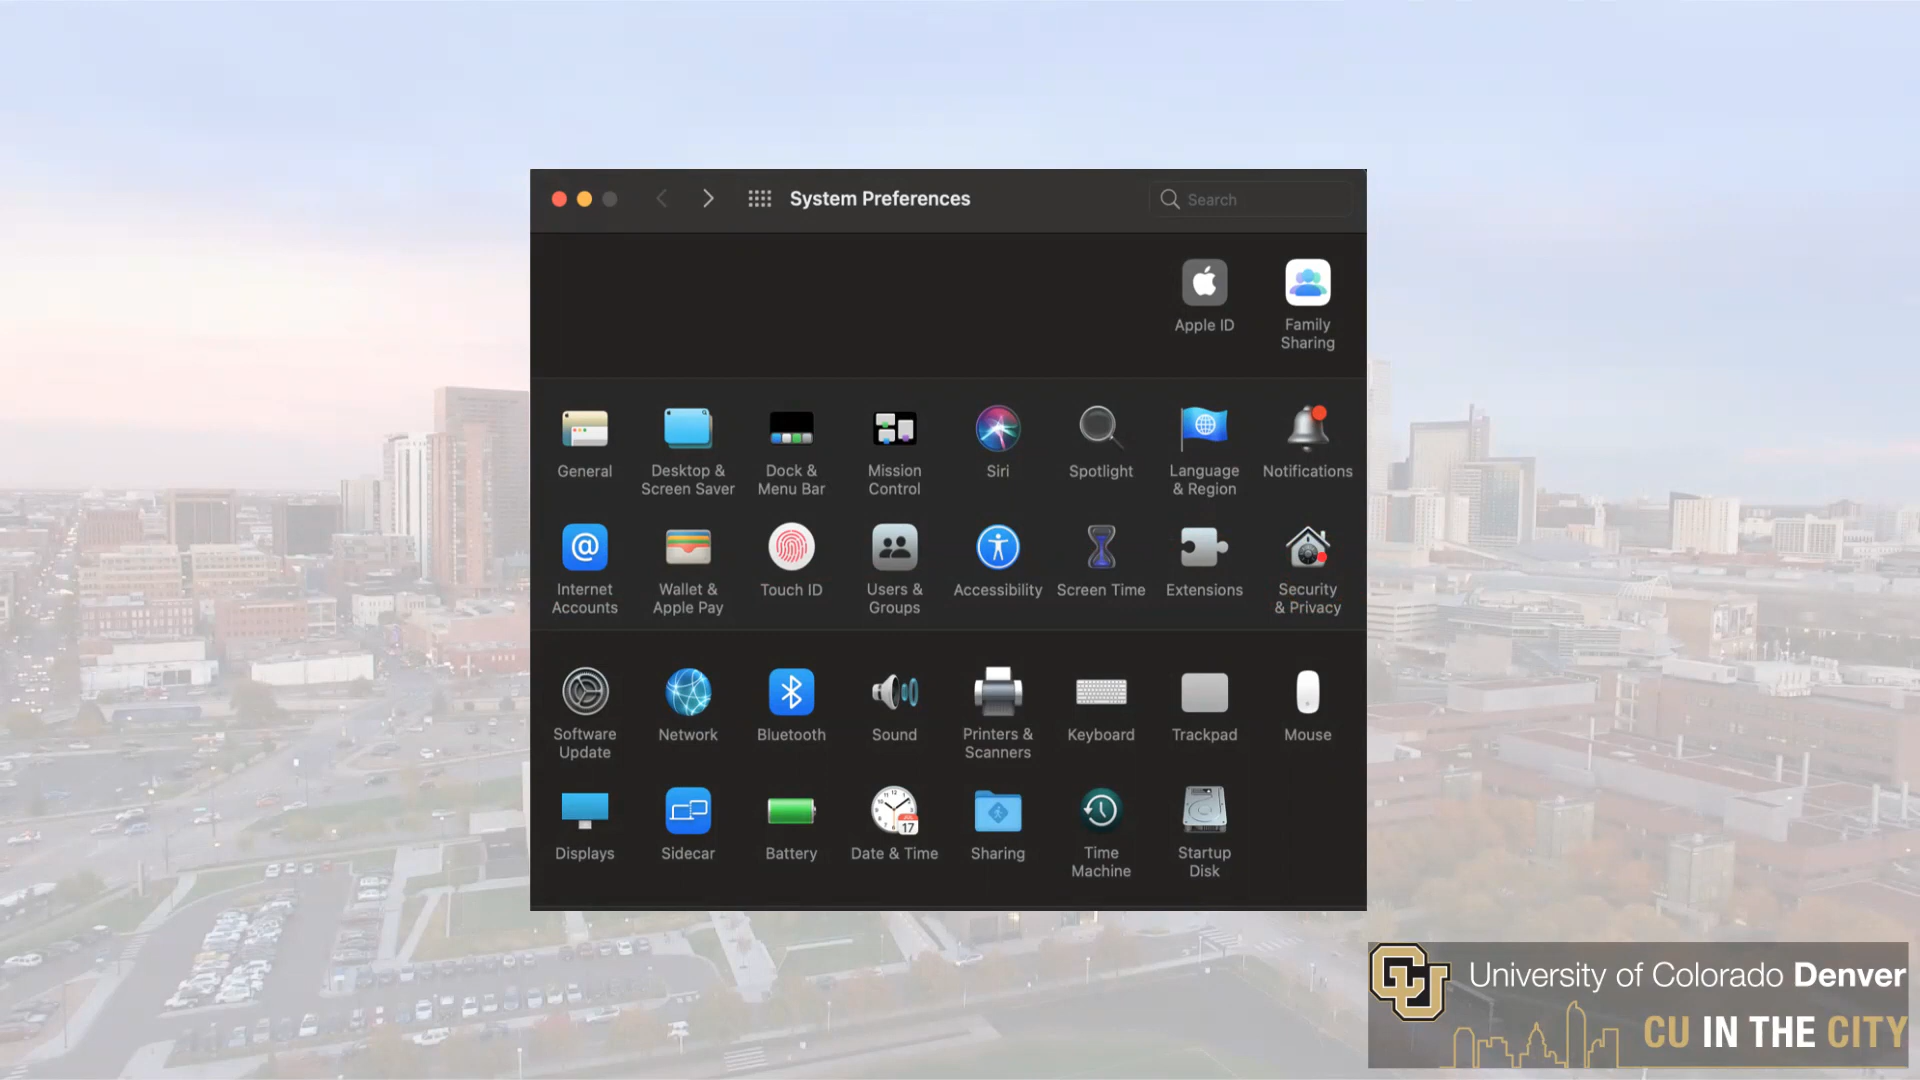 System Preferences
Search
Apple ID
Family
Sharing
General
Desktop &
Screen Saver
Dock &
Menu Bar
Mission
Control
Siri
Spotlight
Language
& Region
Notifications
Internet
Accounts
Wallet &
Apple Pay
Touch ID
Users &
Groups
Accessibility
Screen Time
Extensions
Security
& Privacy
Software
Update
Network
Bluetooth
Sound
Printers &
Scanners
Keyboard
Trackpad
Mouse
Displays
Sidecar
Battery
Date & Time
Sharing
Time
Machine
Startup
Disk
University of Colorado Denver
CU IN THE CITY